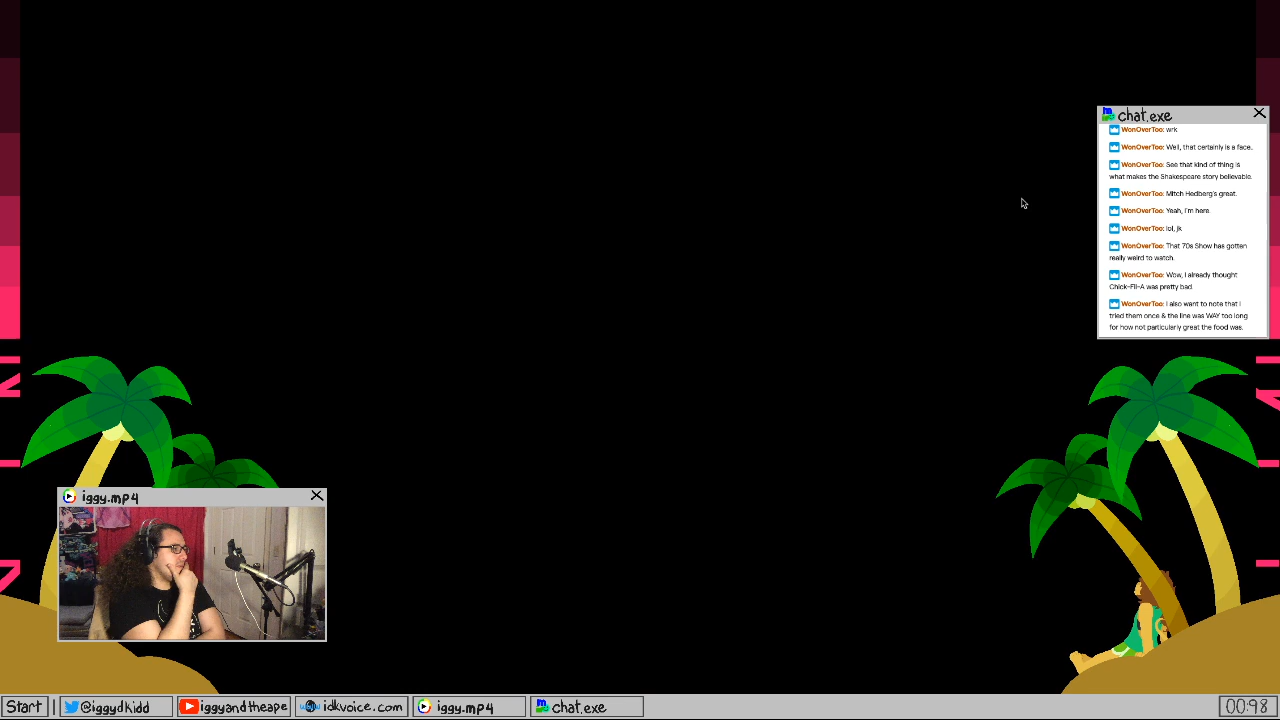 chat.exe
WonOverToo: wrk
WonOverToo: Well, that certainly is a face.
WonOverToo: See that kind of thing is
what makes the Shakespeare story believable.
WonOverToo: Mitch Hedberg's great.
WonOverToo: Yeah, I'm here.
WonOverToo: lol, jk
WonOverToo: That 70s Show has gotten
really weird to watch.
WonOverToo: Wow, I already thought
Chick-Fil-A was pretty bad.
WonOverToo: I also want to note that I
tried them once & the line was WAY too long
for how not particularly great the food was.
iggy.mp4
Start
@iggydkidd
iggyandtheape
www idkvoice.com
iggy.mp4
chat.exe
00:98